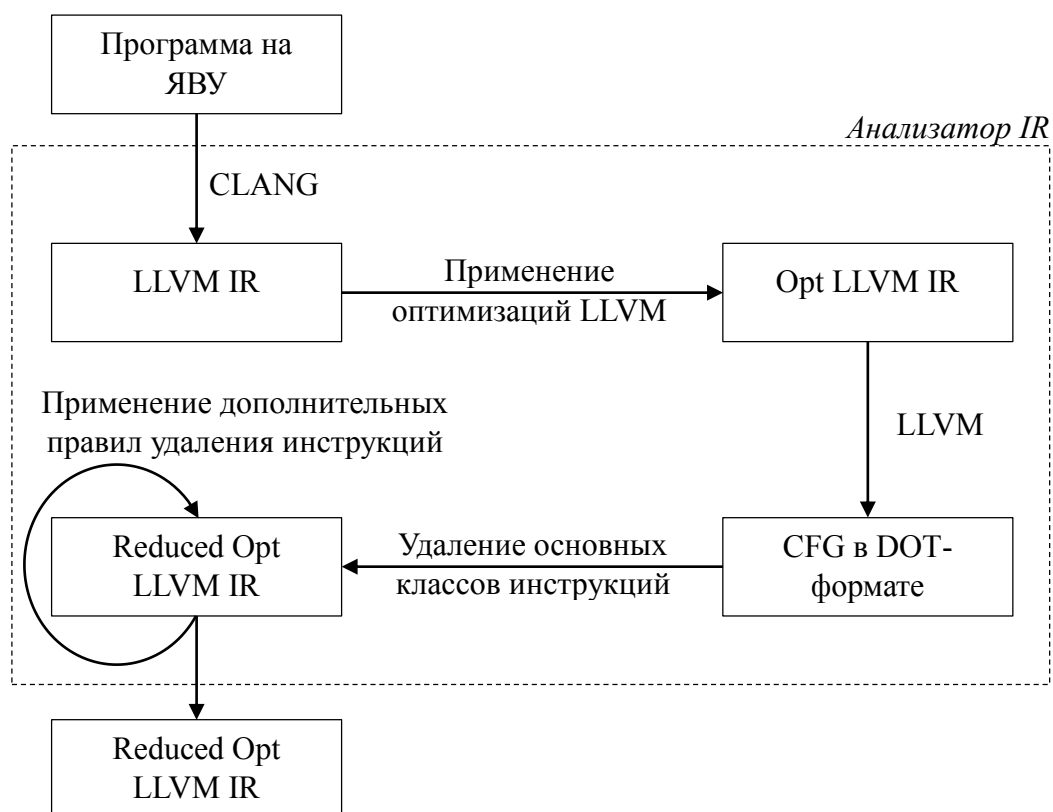 Программа на
ЯВУ
Анализатор IR
CLANG
LLVM IR
Применение
оптимизаций LLVM
Opt LLVM IR
Применение дополнительных
правил удаления инструкций
LLVM
Reduced Opt
LLVM IR
Удаление основных
классов инструкций
CFG в DOT-
формате
Reduced Opt
LLVM IR